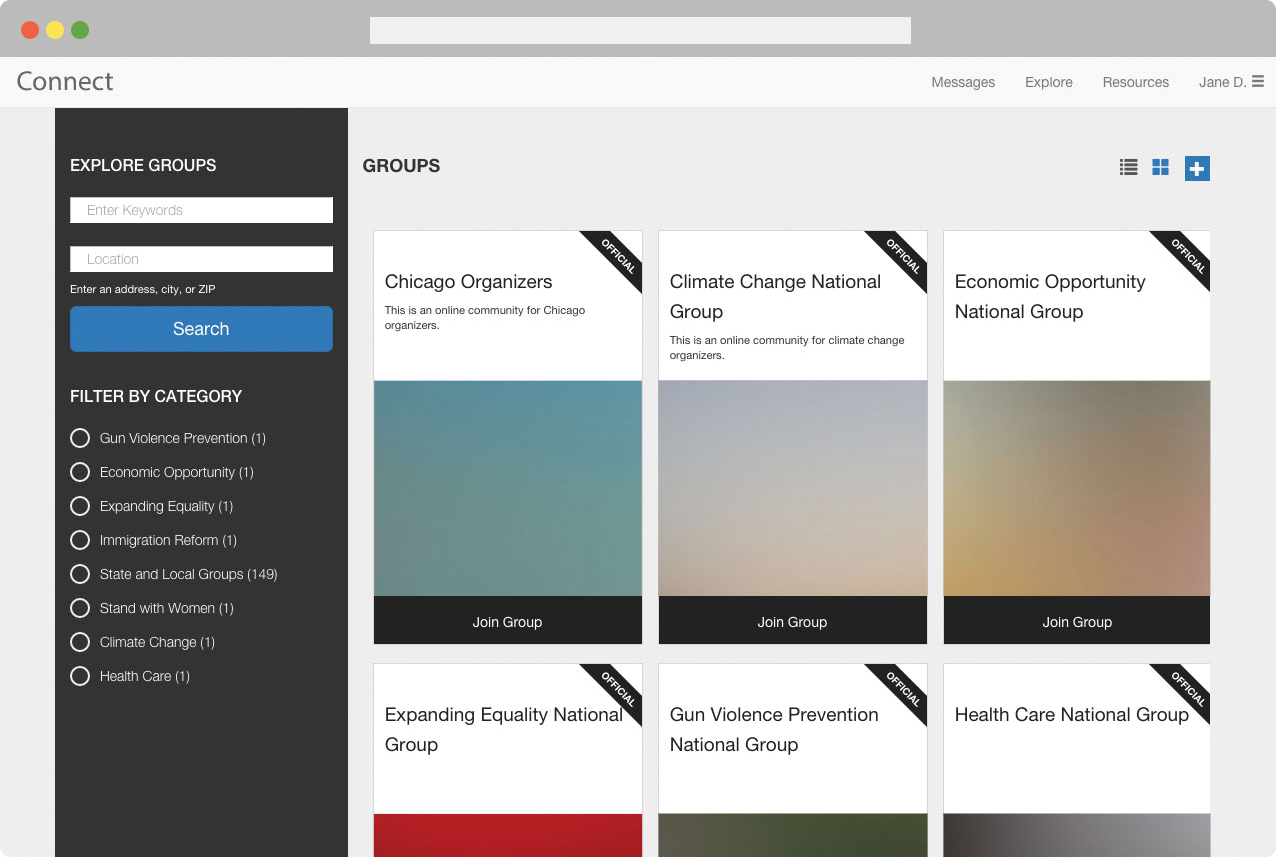 Connect
Messages
Explore
Resources
Jane D.
EXPLORE GROUPS
Enter Keywords
Location
Enter an address, city, or ZIP
Search
FILTER BY CATEGORY
Gun Violence Prevention (1)
Economic Opportunity (1)
Expanding Equality (1)
Immigration Reform (1)
State and Local Groups (149)
Stand with Women (1)
Climate Change (1)
Health Care (1)
GROUPS
OFFICIAL
Chicago Organizers
This is an online community for Chicago
organizers.
Join Group
OFFICIAL
Climate Change National
Group
This is an online community for climate change
organizers.
Join Group
OFFICIAL
Economic Opportunity
National Group
Join Group
OFFICIAL
Expanding Equality National
Group
OFFICIAL
Gun Violence Prevention
National Group
OFFICIAL
Health Care National Group